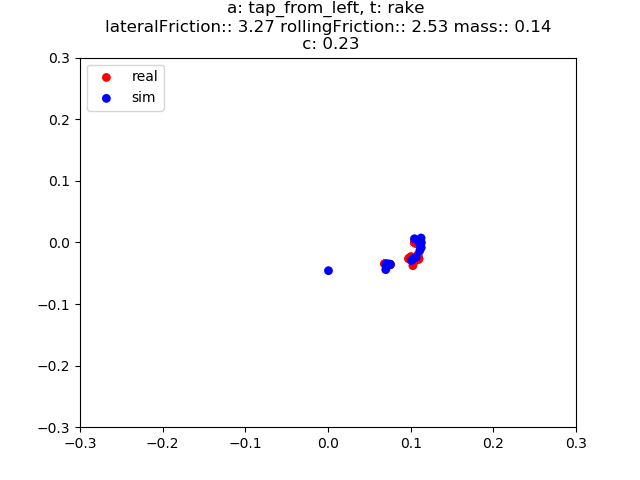 a: tap_from_left, t: rake
lateralFriction:: 3.27 rollingFriction:: 2.53 mass:: 0.14
c: 0.23
real
sim
0.3
0.2
0.1
0.0
−0.1
−0.2
−0.3
−0.3 −0.2 −0.1 0.0 0.1 0.2 0.3